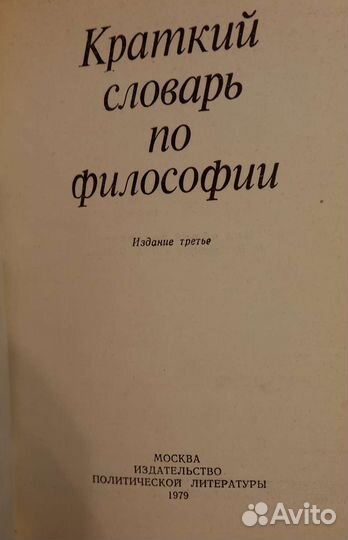 Краткий
словарь
по
философии
Издание третье
МОСКВА
ИЗДАТЕЛЬСТВО
ПОЛИТИЧЕСКОЙ ЛИТЕРАТУРЫ
1979
Avito